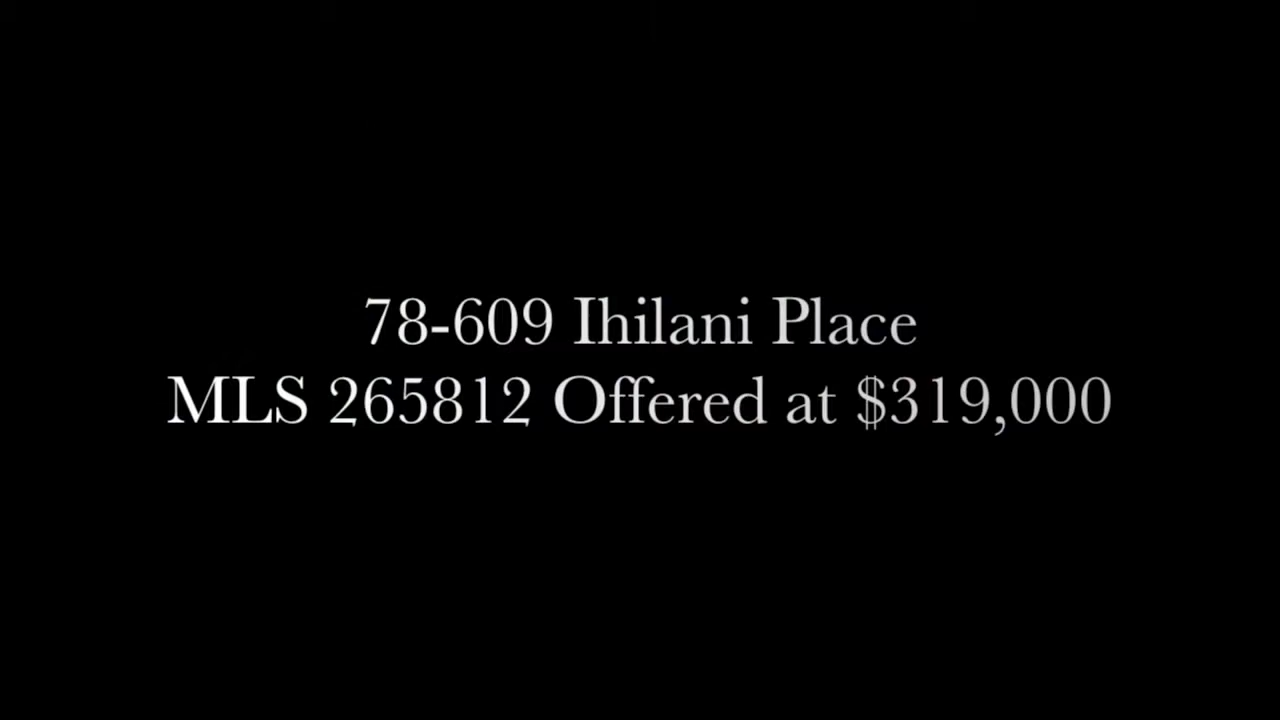 78-609 Ihilani Place
MLS 265812 Offered at $319,000